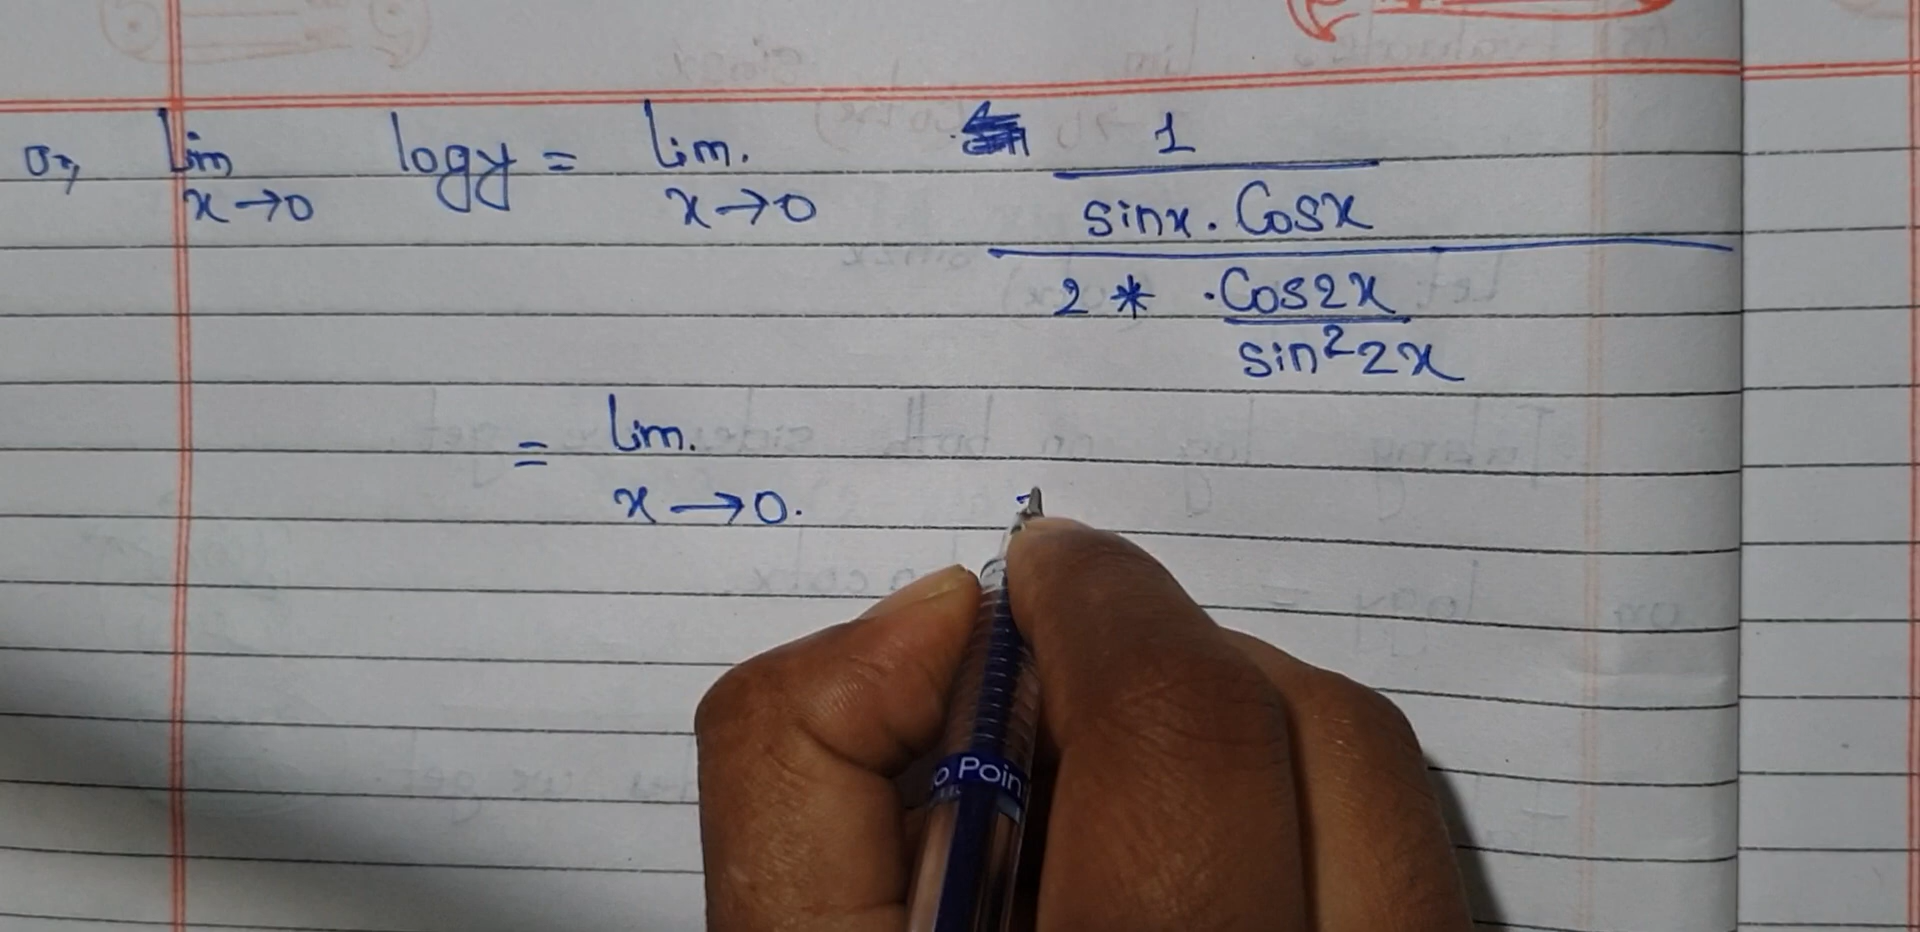 or, lim log y = lim. 1
x→0 x→0 sinx . Cosx
2 * . Cos2x
sin²2x
= lim.
x→0.
o Poin